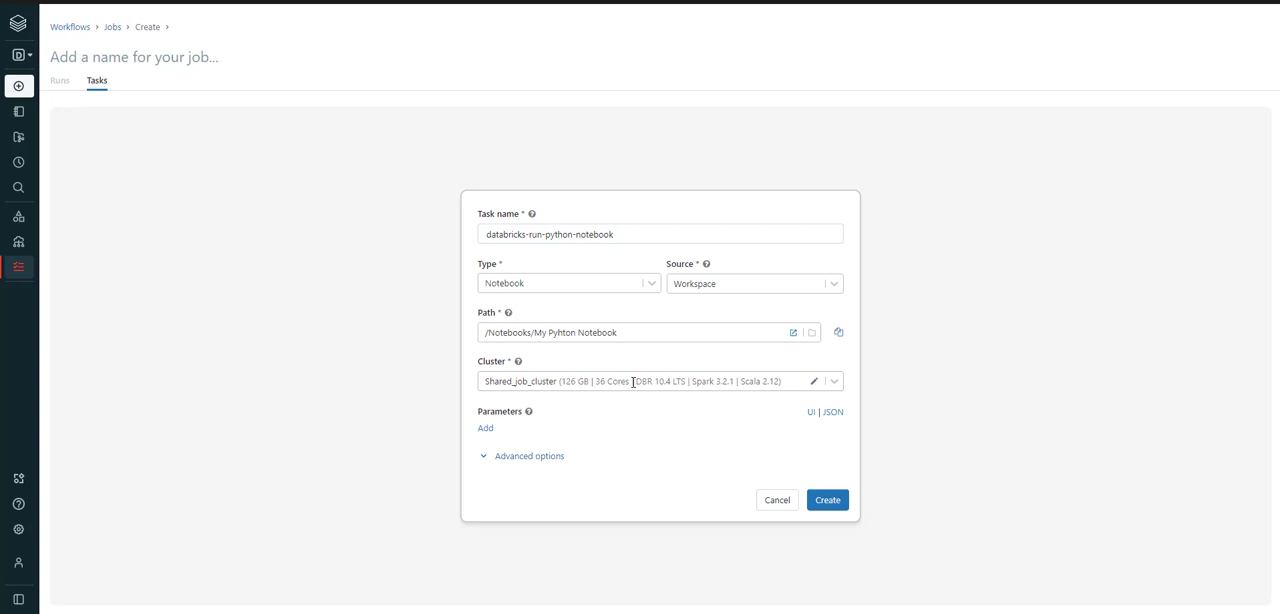 Workflows > Jobs > Create >
D
Add a name for your job...
Runs Tasks
Task name *
databricks-run-python-notebook
Type * Source *
Notebook Workspace
Path *
/Notebooks/My Pyhton Notebook
Cluster *
Shared_job_cluster (126 GB | 36 Cores | DBR 10.4 LTS | Spark 3.2.1 | Scala 2.12)
Parameters UI | JSON
Add
Advanced options
Cancel Create